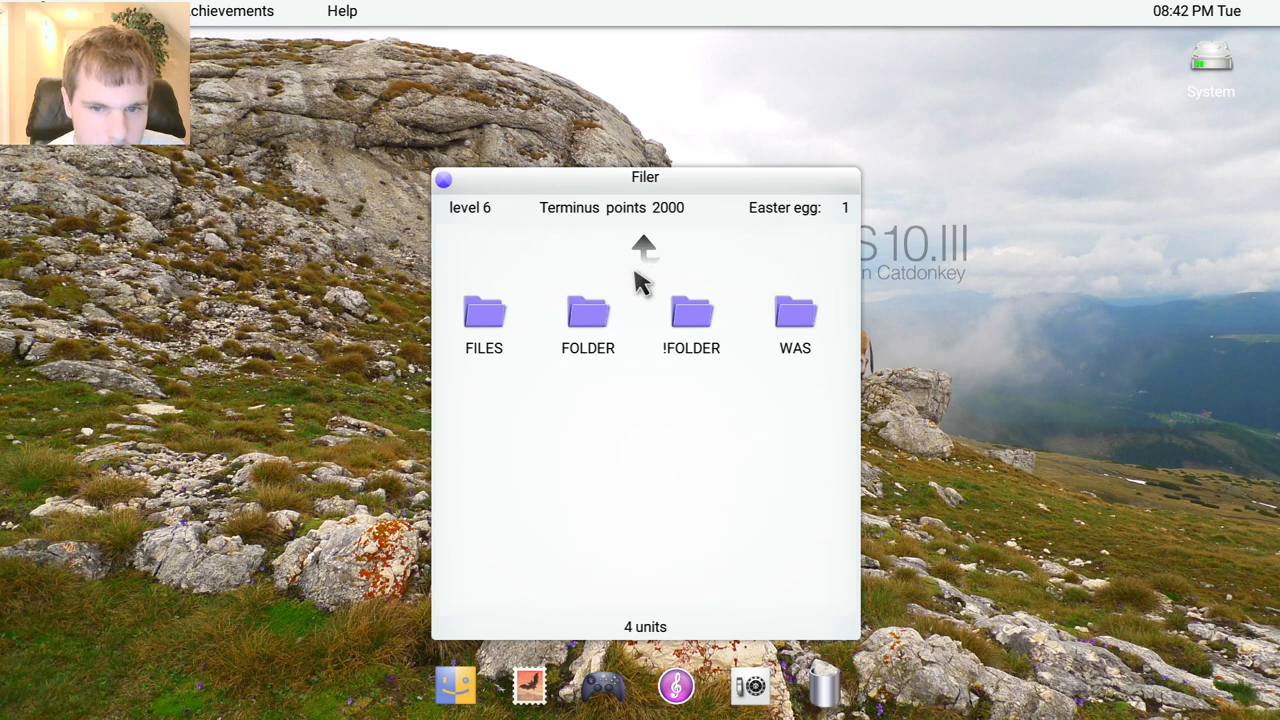 chievements Help 08:42 PM Tue
System
Filer
level 6 Terminus points 2000 Easter egg: 1
S10.III
n Catdonkey
FILES FOLDER !FOLDER WAS
4 units